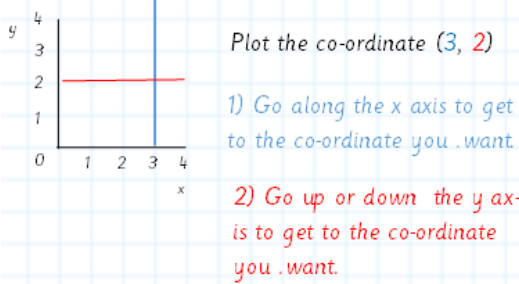 y
4
3
2
1
0
1 2 3 4
x
Plot the co-ordinate (3, 2)
1) Go along the x axis to get
to the co-ordinate you .want.
2) Go up or down the y ax-
is to get to the co-ordinate
you .want.